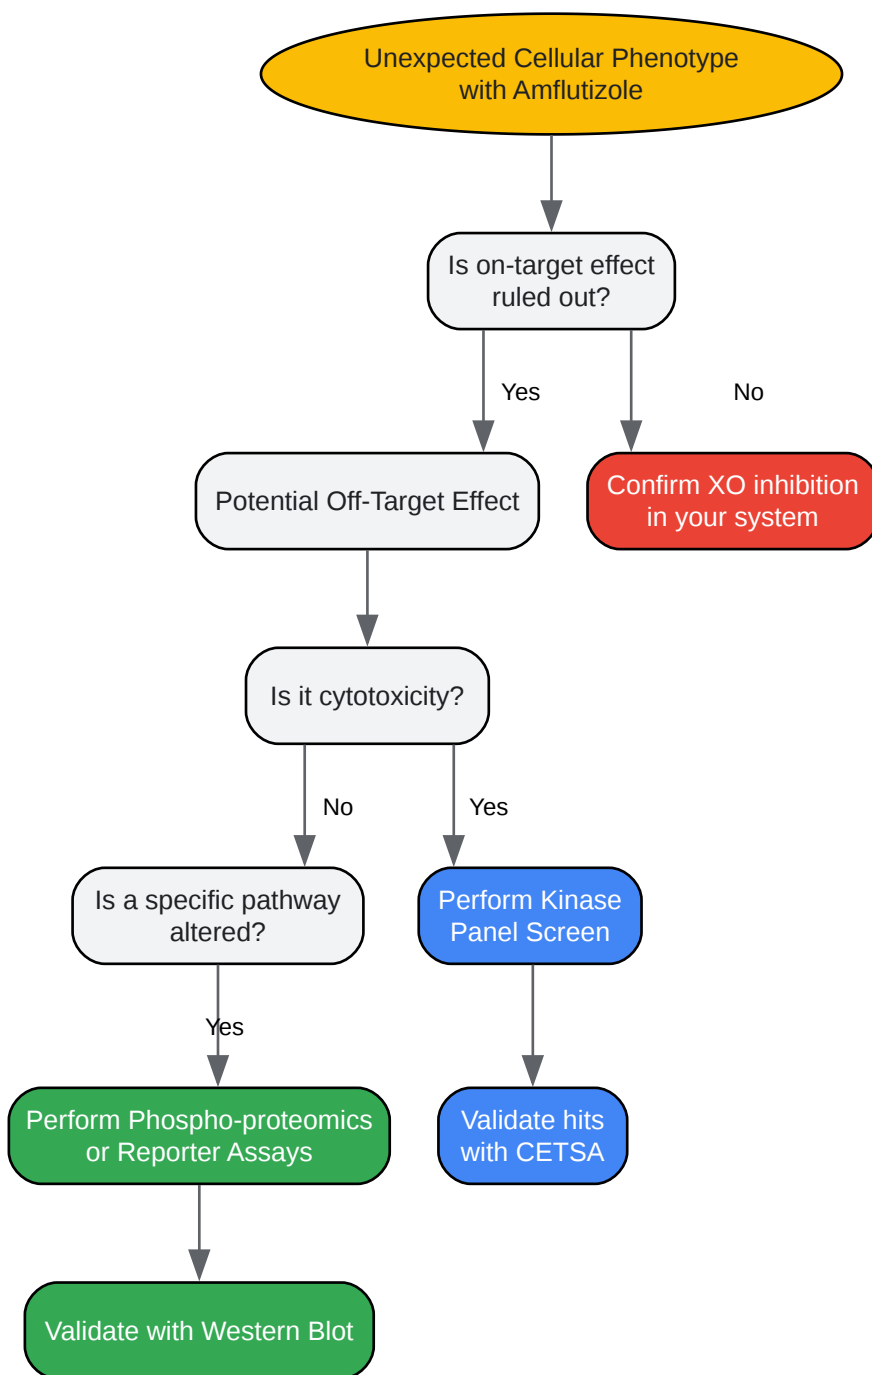 Unexpected Cellular Phenotype
with Amflutizole
Is on-target effect
ruled out?
Yes
No
Potential Off-Target Effect
Confirm XO inhibition
in your system
Is it cytotoxicity?
No
Yes
Is a specific pathway
altered?
Perform Kinase
Panel Screen
Yes
Perform Phospho-proteomics
or Reporter Assays
Validate hits
with CETSA
Validate with Western Blot